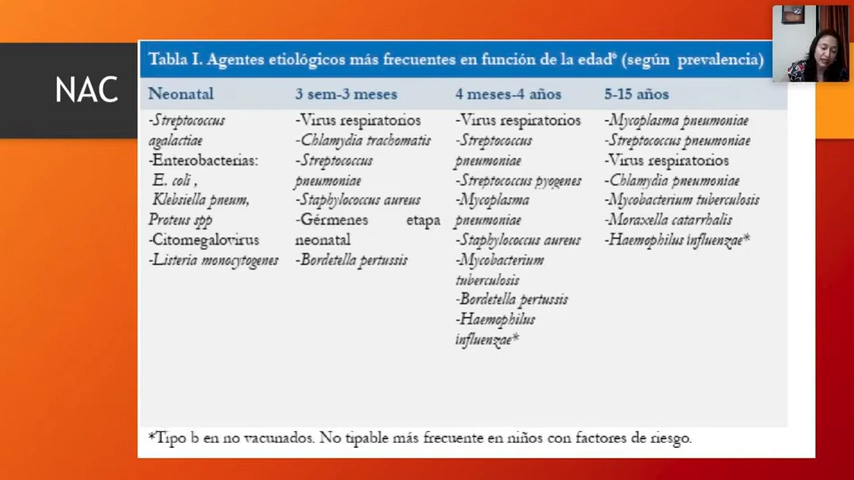 NAC
Tabla I. Agentes etiológicos más frecuentes en función de la edad⁶ (según prevalencia)
Neonatal
-Streptococcus
agalactiae
-Enterobacterias:
E. coli ,
Klebsiella pneum,
Proteus spp
-Citomegalovirus
-Listeria monocytogenes
3 sem-3 meses
-Virus respiratorios
-Chlamydia trachomatis
-Streptococcus
pneumoniae
-Staphylococcus aureus
-Gérmenes etapa
neonatal
-Bordetella pertussis
4 meses-4 años
-Virus respiratorios
-Streptococcus
pneumoniae
-Streptococcus pyogenes
-Mycoplasma
pneumoniae
-Staphylococcus aureus
-Mycobacterium
tuberculosis
-Bordetella pertussis
-Haemophilus
influenzae*
5-15 años
-Mycoplasma pneumoniae
-Streptococcus pneumoniae
-Virus respiratorios
-Chlamydia pneumoniae
-Mycobacterium tuberculosis
-Moraxella catarrhalis
-Haemophilus influenzae*
*Tipo b en no vacunados. No tipable más frecuente en niños con factores de riesgo.